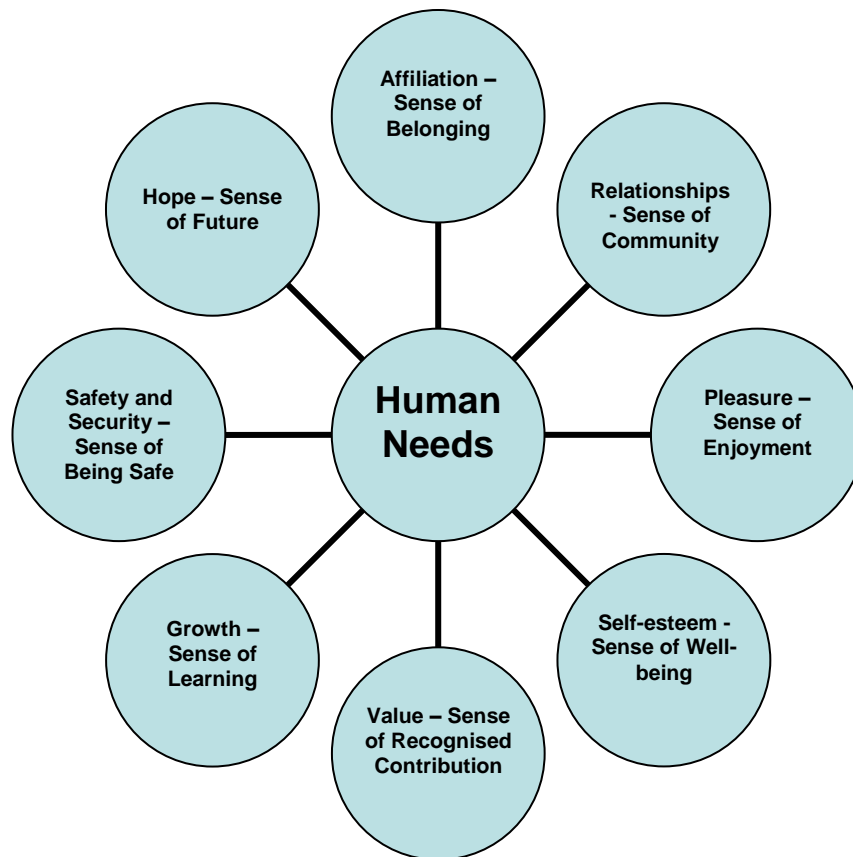 Affiliation –
Sense of
Belonging
Relationships
- Sense of
Community
Pleasure –
Sense of
Enjoyment
Self-esteem -
Sense of Well-
being
Value – Sense
of Recognised
Contribution
Growth –
Sense of
Learning
Safety and
Security –
Sense of
Being Safe
Hope – Sense
of Future
Human
Needs